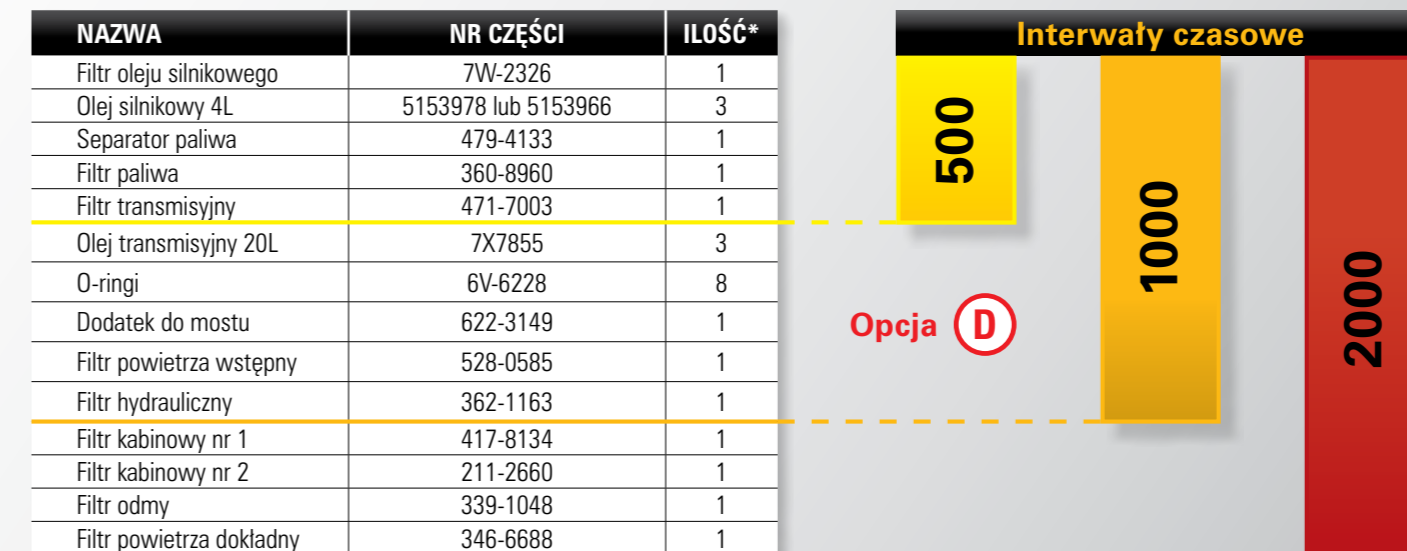 NAZWA NR CZĘŚCI ILOŚĆ*
Filtr oleju silnikowego 7W-2326 1
Olej silnikowy 4L 5153978 lub 5153966 3
Separator paliwa 479-4133 1
Filtr paliwa 360-8960 1
Filtr transmisyjny 471-7003 1
Olej transmisyjny 20L 7X7855 3
O-ringi 6V-6228 8
Dodatek do mostu 622-3149 1
Filtr powietrza wstępny 528-0585 1
Filtr hydrauliczny 362-1163 1
Filtr kabinowy nr 1 417-8134 1
Filtr kabinowy nr 2 211-2660 1
Filtr odmy 339-1048 1
Filtr powietrza dokładny 346-6688 1
Interwały czasowe
500
1000
2000
Opcja D